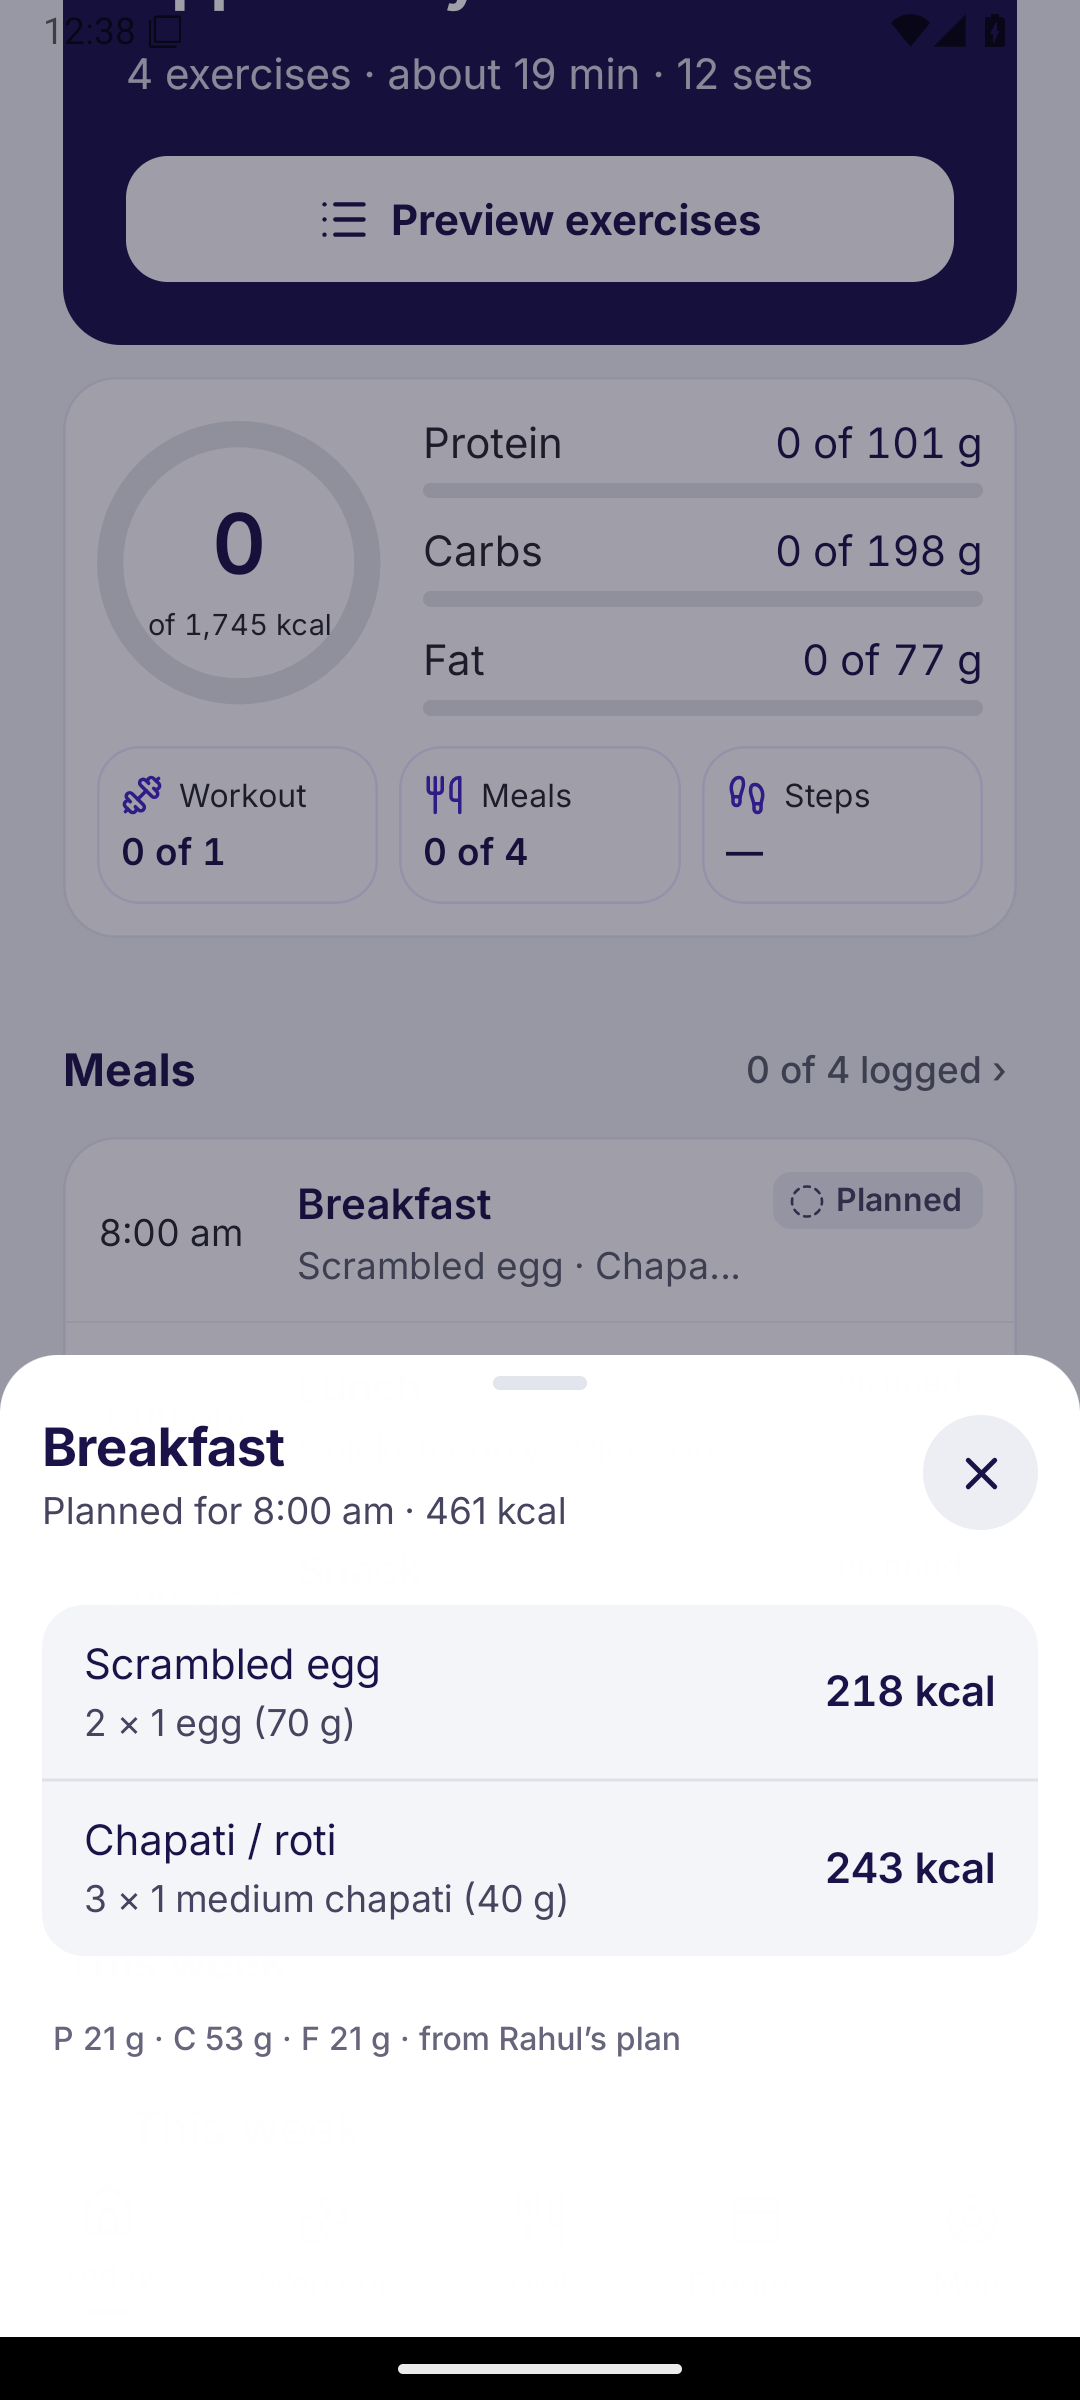 12:38
4 exercises · about 19 min · 12 sets
Preview exercises
0
of 1,745 kcal
Protein 0 of 101 g
Carbs 0 of 198 g
Fat 0 of 77 g
Workout
0 of 1
Meals
0 of 4
Steps
—
Meals 0 of 4 logged ›
8:00 am
Breakfast
Planned
Scrambled egg · Chapa...
Breakfast
Planned for 8:00 am · 461 kcal
Scrambled egg
2 × 1 egg (70 g)
218 kcal
Chapati / roti
3 × 1 medium chapati (40 g)
243 kcal
P 21 g · C 53 g · F 21 g · from Rahul’s plan